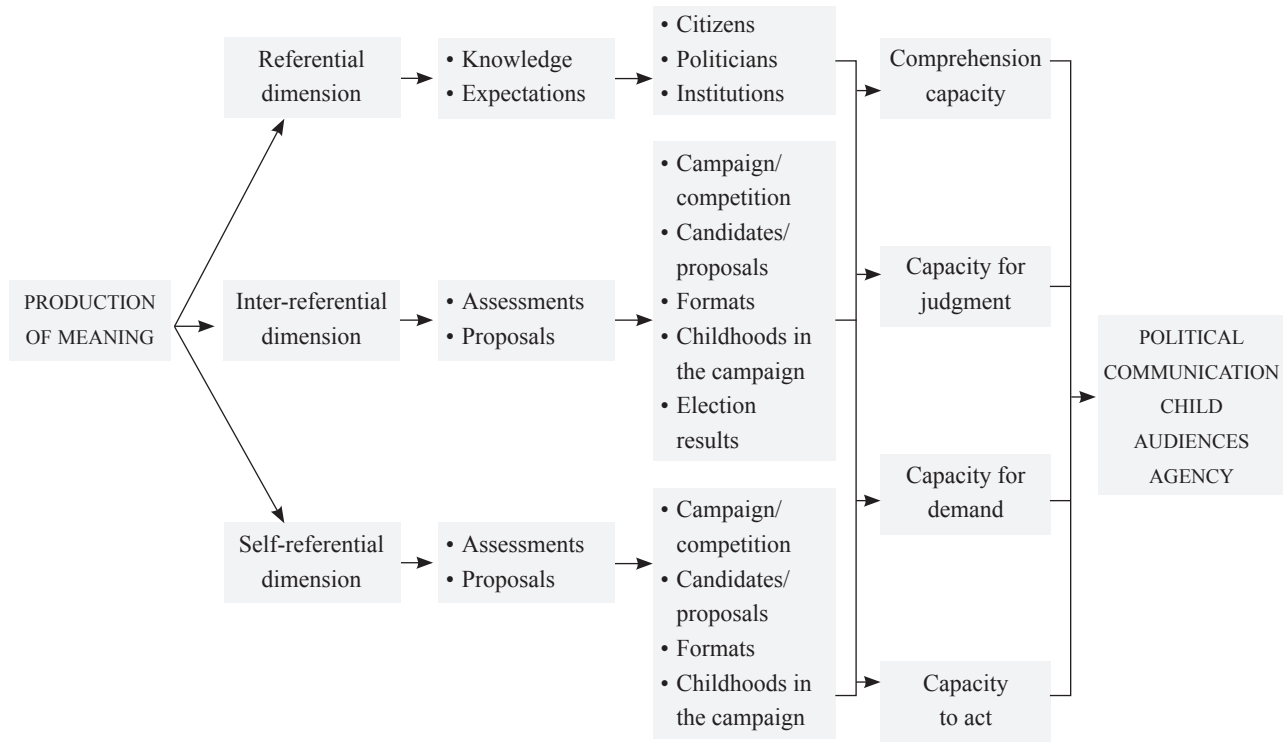 PRODUCTION
OF MEANING
Referential
dimension
• Knowledge
• Expectations
• Citizens
• Politicians
• Institutions
Inter-referential
dimension
• Assessments
• Proposals
• Campaign/
competition
• Candidates/
proposals
• Formats
• Childhoods in
the campaign
• Election
results
Self-referential
dimension
• Assessments
• Proposals
• Campaign/
competition
• Candidates/
proposals
• Formats
• Childhoods in
the campaign
Comprehension
capacity
Capacity for
judgment
Capacity for
demand
Capacity
to act
POLITICAL
COMMUNICATION
CHILD
AUDIENCES
AGENCY